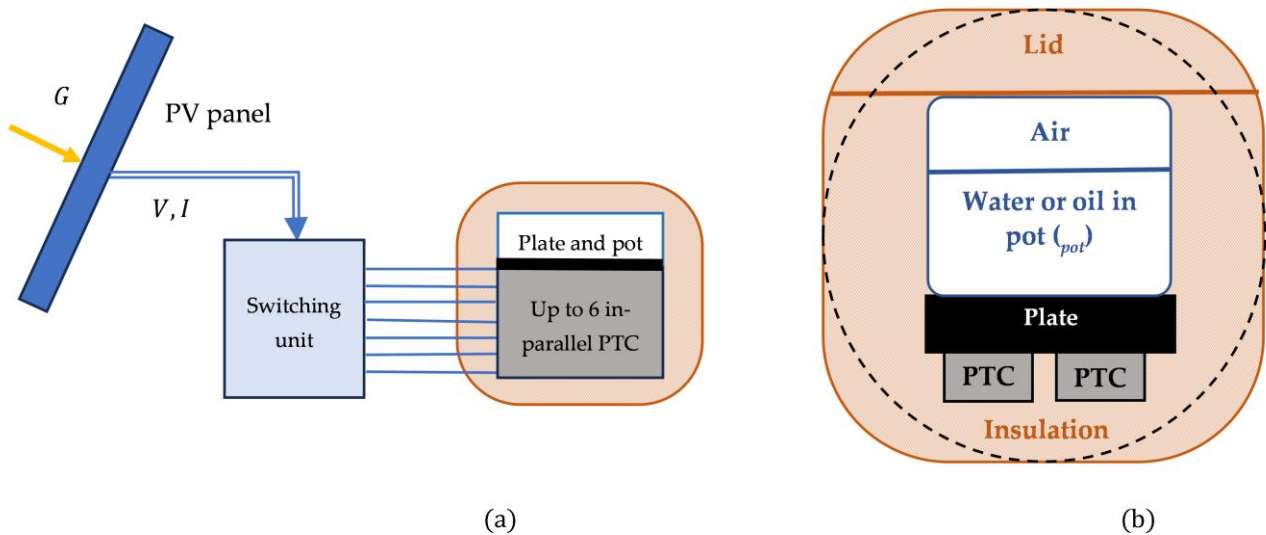 G
PV panel
V, I
Switching
unit
Plate and pot
Up to 6 in-
parallel PTC
(a)
Lid
Air
Water or oil in
pot (pot)
Plate
PTC
PTC
Insulation
(b)